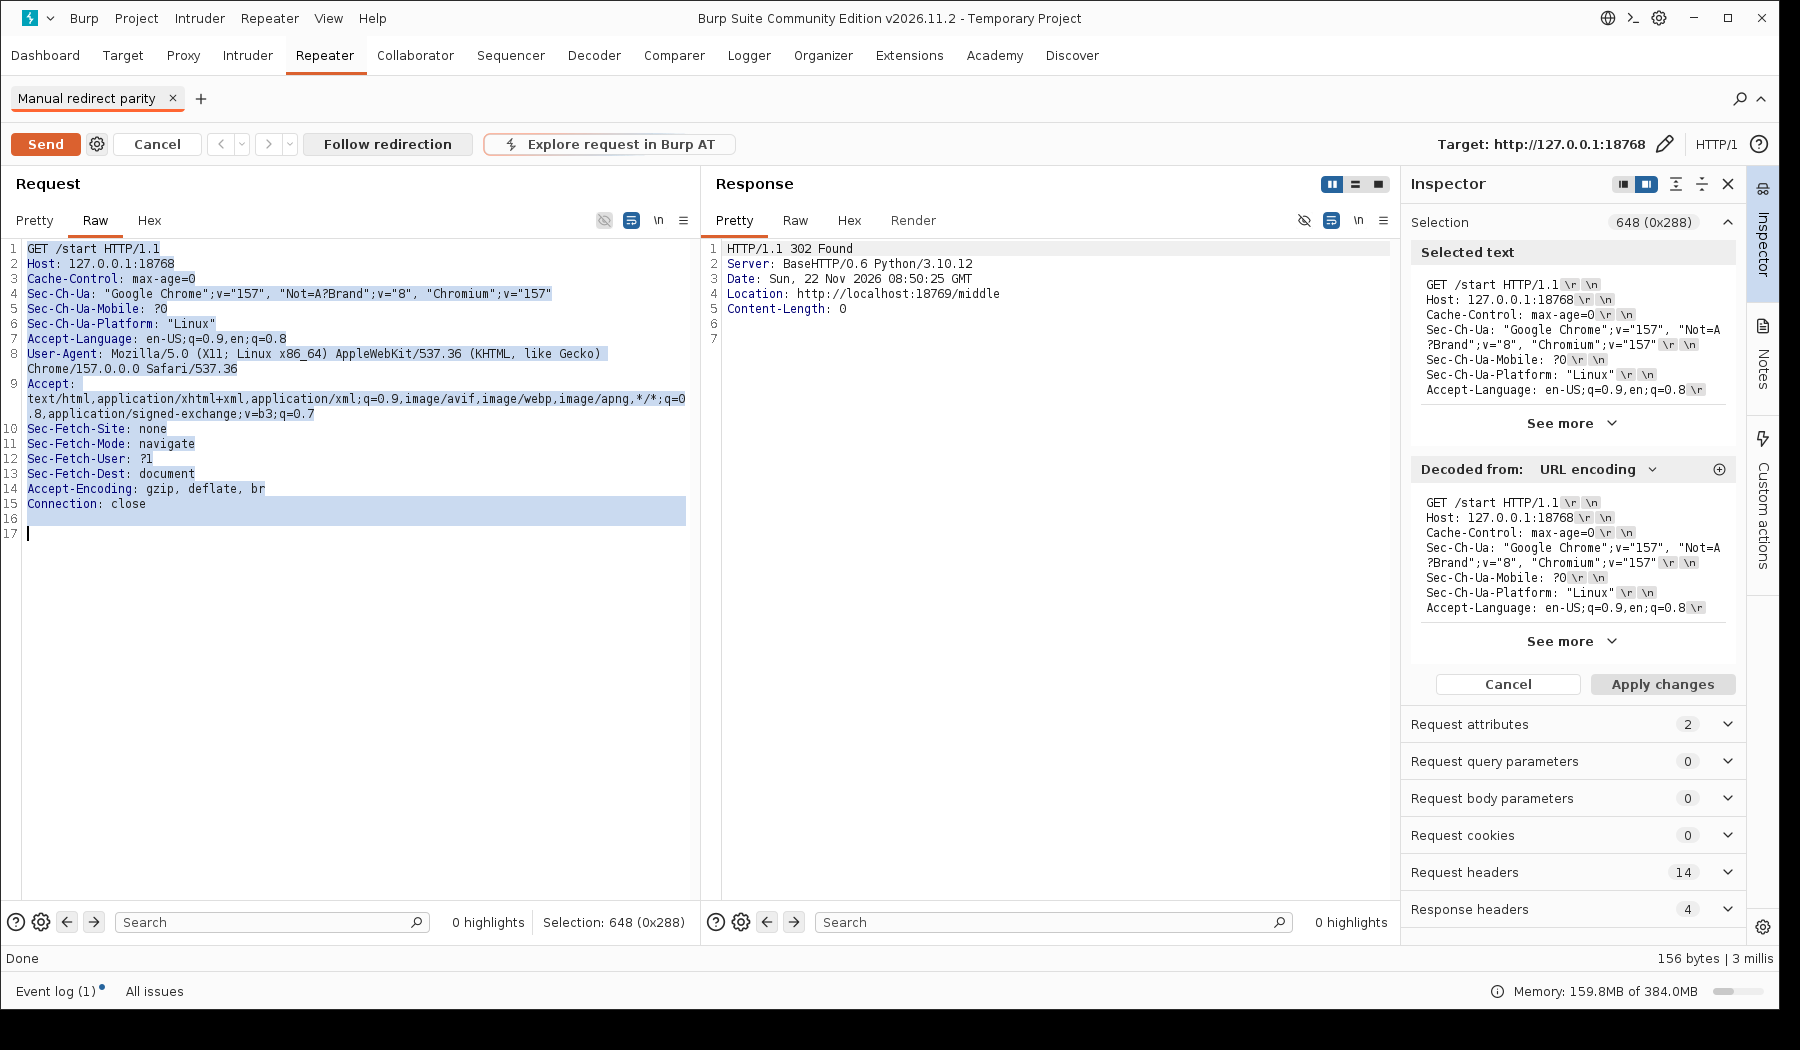 Burp Project Intruder Repeater View Help Burp Suite Community Edition v2026.11.2 - Temporary Project
Dashboard Target Proxy Intruder Repeater Collaborator Sequencer Decoder Comparer Logger Organizer Extensions Academy Discover
Manual redirect parity × +
Send Cancel < > Follow redirection Explore request in Burp AT Target: http://127.0.0.1:18768 HTTP/1 ?
Request
Pretty Raw Hex \n
1 GET /start HTTP/1.1
2 Host: 127.0.0.1:18768
3 Cache-Control: max-age=0
4 Sec-Ch-Ua: "Google Chrome";v="157", "Not=A?Brand";v="8", "Chromium";v="157"
5 Sec-Ch-Ua-Mobile: ?0
6 Sec-Ch-Ua-Platform: "Linux"
7 Accept-Language: en-US;q=0.9,en;q=0.8
8 User-Agent: Mozilla/5.0 (X11; Linux x86_64) AppleWebKit/537.36 (KHTML, like Gecko)
Chrome/157.0.0.0 Safari/537.36
9 Accept:
text/html,application/xhtml+xml,application/xml;q=0.9,image/avif,image/webp,image/apng,*/*;q=0
.8,application/signed-exchange;v=b3;q=0.7
10 Sec-Fetch-Site: none
11 Sec-Fetch-Mode: navigate
12 Sec-Fetch-User: ?1
13 Sec-Fetch-Dest: document
14 Accept-Encoding: gzip, deflate, br
15 Connection: close
16
17
Search 0 highlights Selection: 648 (0x288)
Response
Pretty Raw Hex Render \n
1 HTTP/1.1 302 Found
2 Server: BaseHTTP/0.6 Python/3.10.12
3 Date: Sun, 22 Nov 2026 08:50:25 GMT
4 Location: http://localhost:18769/middle
5 Content-Length: 0
6
7
Search 0 highlights
Inspector
Selection 648 (0x288)
Selected text
GET /start HTTP/1.1 \r \n
Host: 127.0.0.1:18768 \r \n
Cache-Control: max-age=0 \r \n
Sec-Ch-Ua: "Google Chrome";v="157", "Not=A
?Brand";v="8", "Chromium";v="157" \r \n
Sec-Ch-Ua-Mobile: ?0 \r \n
Sec-Ch-Ua-Platform: "Linux" \r \n
Accept-Language: en-US;q=0.9,en;q=0.8 \r
See more
Decoded from: URL encoding
GET /start HTTP/1.1 \r \n
Host: 127.0.0.1:18768 \r \n
Cache-Control: max-age=0 \r \n
Sec-Ch-Ua: "Google Chrome";v="157", "Not=A
?Brand";v="8", "Chromium";v="157" \r \n
Sec-Ch-Ua-Mobile: ?0 \r \n
Sec-Ch-Ua-Platform: "Linux" \r \n
Accept-Language: en-US;q=0.9,en;q=0.8 \r
See more
Cancel Apply changes
Request attributes 2
Request query parameters 0
Request body parameters 0
Request cookies 0
Request headers 14
Response headers 4
Inspector
Notes
Custom actions
Done 156 bytes | 3 millis
Event log (1) All issues Memory: 159.8MB of 384.0MB